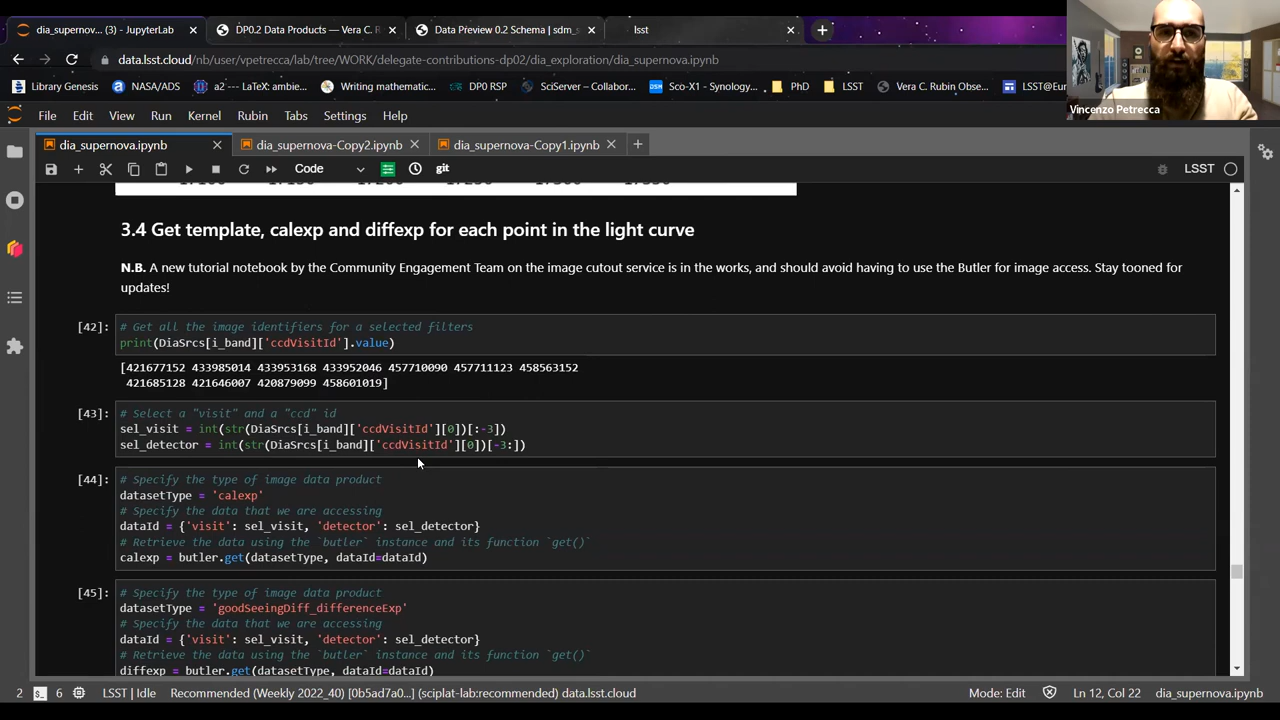 dia_supernov... (3) - JupyterLab
DP0.2 Data Products — Vera C. R
Data Preview 0.2 Schema | sdm_s
lsst
data.lsst.cloud/nb/user/vpetrecca/lab/tree/WORK/delegate-contributions-dp02/dia_exploration/dia_supernova.ipynb
Library Genesis
NASA/ADS
a2 --- LaTeX: ambie...
Writing mathematic...
DP0 RSP
SciServer – Collabor...
Sco-X1 - Synology...
PhD
LSST
Vera C. Rubin Obse...
LSST@Eur
Vincenzo Petrecca
File
Edit
View
Run
Kernel
Rubin
Tabs
Settings
Help
dia_supernova.ipynb
dia_supernova-Copy2.ipynb
dia_supernova-Copy1.ipynb
Code
git
LSST
3.4 Get template, calexp and diffexp for each point in the light curve
N.B. A new tutorial notebook by the Community Engagement Team on the image cutout service is in the works, and should avoid having to use the Butler for image access. Stay tooned for
updates!
[42]:
# Get all the image identifiers for a selected filters
print(DiaSrcs[i_band]['ccdVisitId'].value)
[421677152 433985014 433953168 433952046 457710090 457711123 458563152
421685128 421646007 420879099 458601019]
[43]:
# Select a "visit" and a "ccd" id
sel_visit = int(str(DiaSrcs[i_band]['ccdVisitId'][0])[:-3])
sel_detector = int(str(DiaSrcs[i_band]['ccdVisitId'][0])[-3:])
[44]:
# Specify the type of image data product
datasetType = 'calexp'
# Specify the data that we are accessing
dataId = {'visit': sel_visit, 'detector': sel_detector}
# Retrieve the data using the `butler` instance and its function `get()`
calexp = butler.get(datasetType, dataId=dataId)
[45]:
# Specify the type of image data product
datasetType = 'goodSeeingDiff_differenceExp'
# Specify the data that we are accessing
dataId = {'visit': sel_visit, 'detector': sel_detector}
# Retrieve the data using the `butler` instance and its function `get()`
diffexp = butler.get(datasetType, dataId=dataId)
2
6
LSST | Idle
Recommended (Weekly 2022_40) [0b5ad7a0...] (sciplat-lab:recommended) data.lsst.cloud
Mode: Edit
Ln 12, Col 22
dia_supernova.ipynb